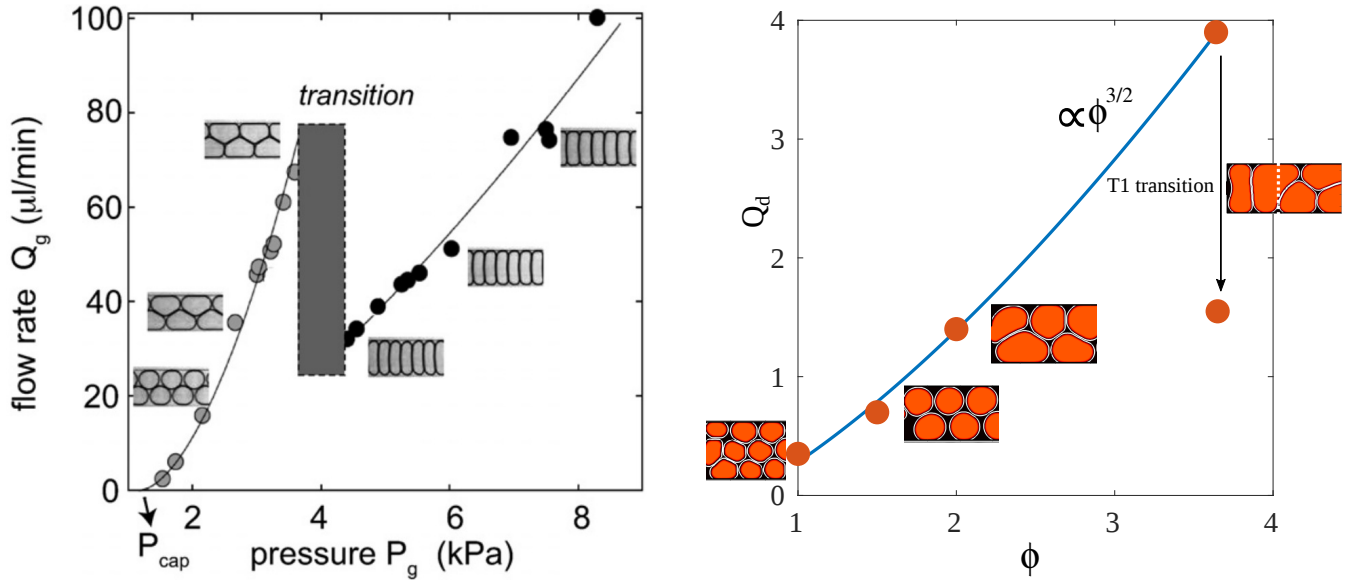 100
80
60
40
20
0
flow rate Q_g (μl/min)
transition
2
4
6
8
P_cap
pressure P_g (kPa)
4
3
2
1
0
Q_d
∝ϕ^3/2
T1 transition
1
2
3
4
ϕ